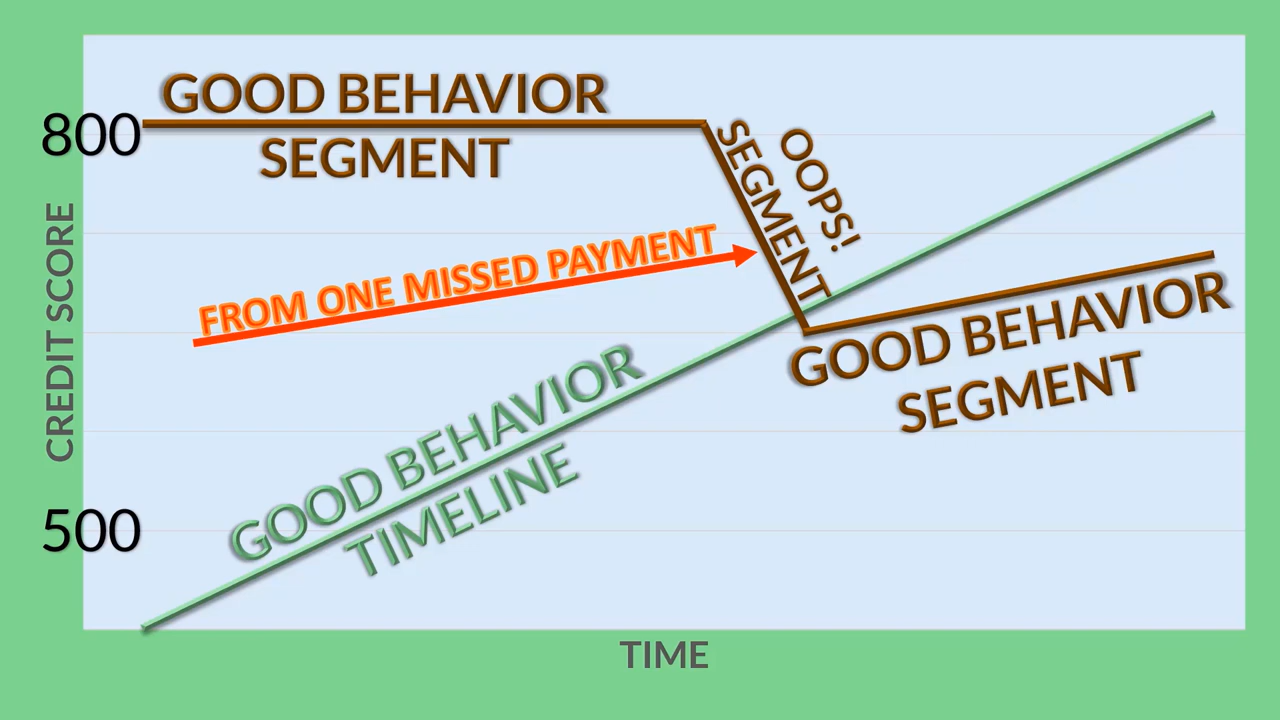 GOOD BEHAVIOR
SEGMENT
800
OOPS!
SEGMENT
FROM ONE MISSED PAYMENT
CREDIT SCORE
GOOD BEHAVIOR
SEGMENT
GOOD BEHAVIOR
TIMELINE
500
TIME